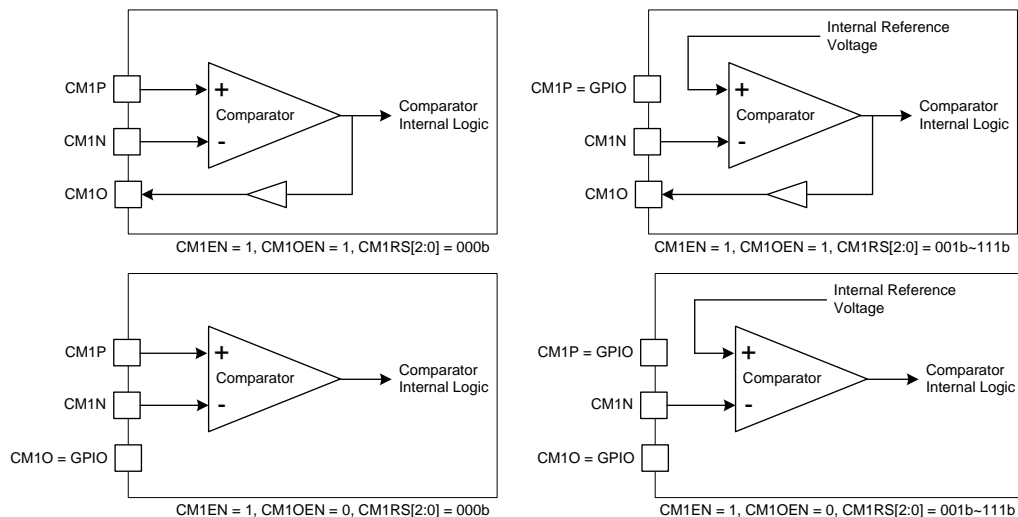 CM1P
+
Comparator
Comparator
Internal Logic
CM1N
-
CM1O
CM1EN = 1, CM1OEN = 1, CM1RS[2:0] = 000b
Internal Reference
Voltage
CM1P = GPIO
+
Comparator
Comparator
Internal Logic
CM1N
-
CM1O
CM1EN = 1, CM1OEN = 1, CM1RS[2:0] = 001b~111b
CM1P
+
Comparator
Comparator
Internal Logic
CM1N
-
CM1O = GPIO
CM1EN = 1, CM1OEN = 0, CM1RS[2:0] = 000b
Internal Reference
Voltage
CM1P = GPIO
+
Comparator
Comparator
Internal Logic
CM1N
-
CM1O = GPIO
CM1EN = 1, CM1OEN = 0, CM1RS[2:0] = 001b~111b